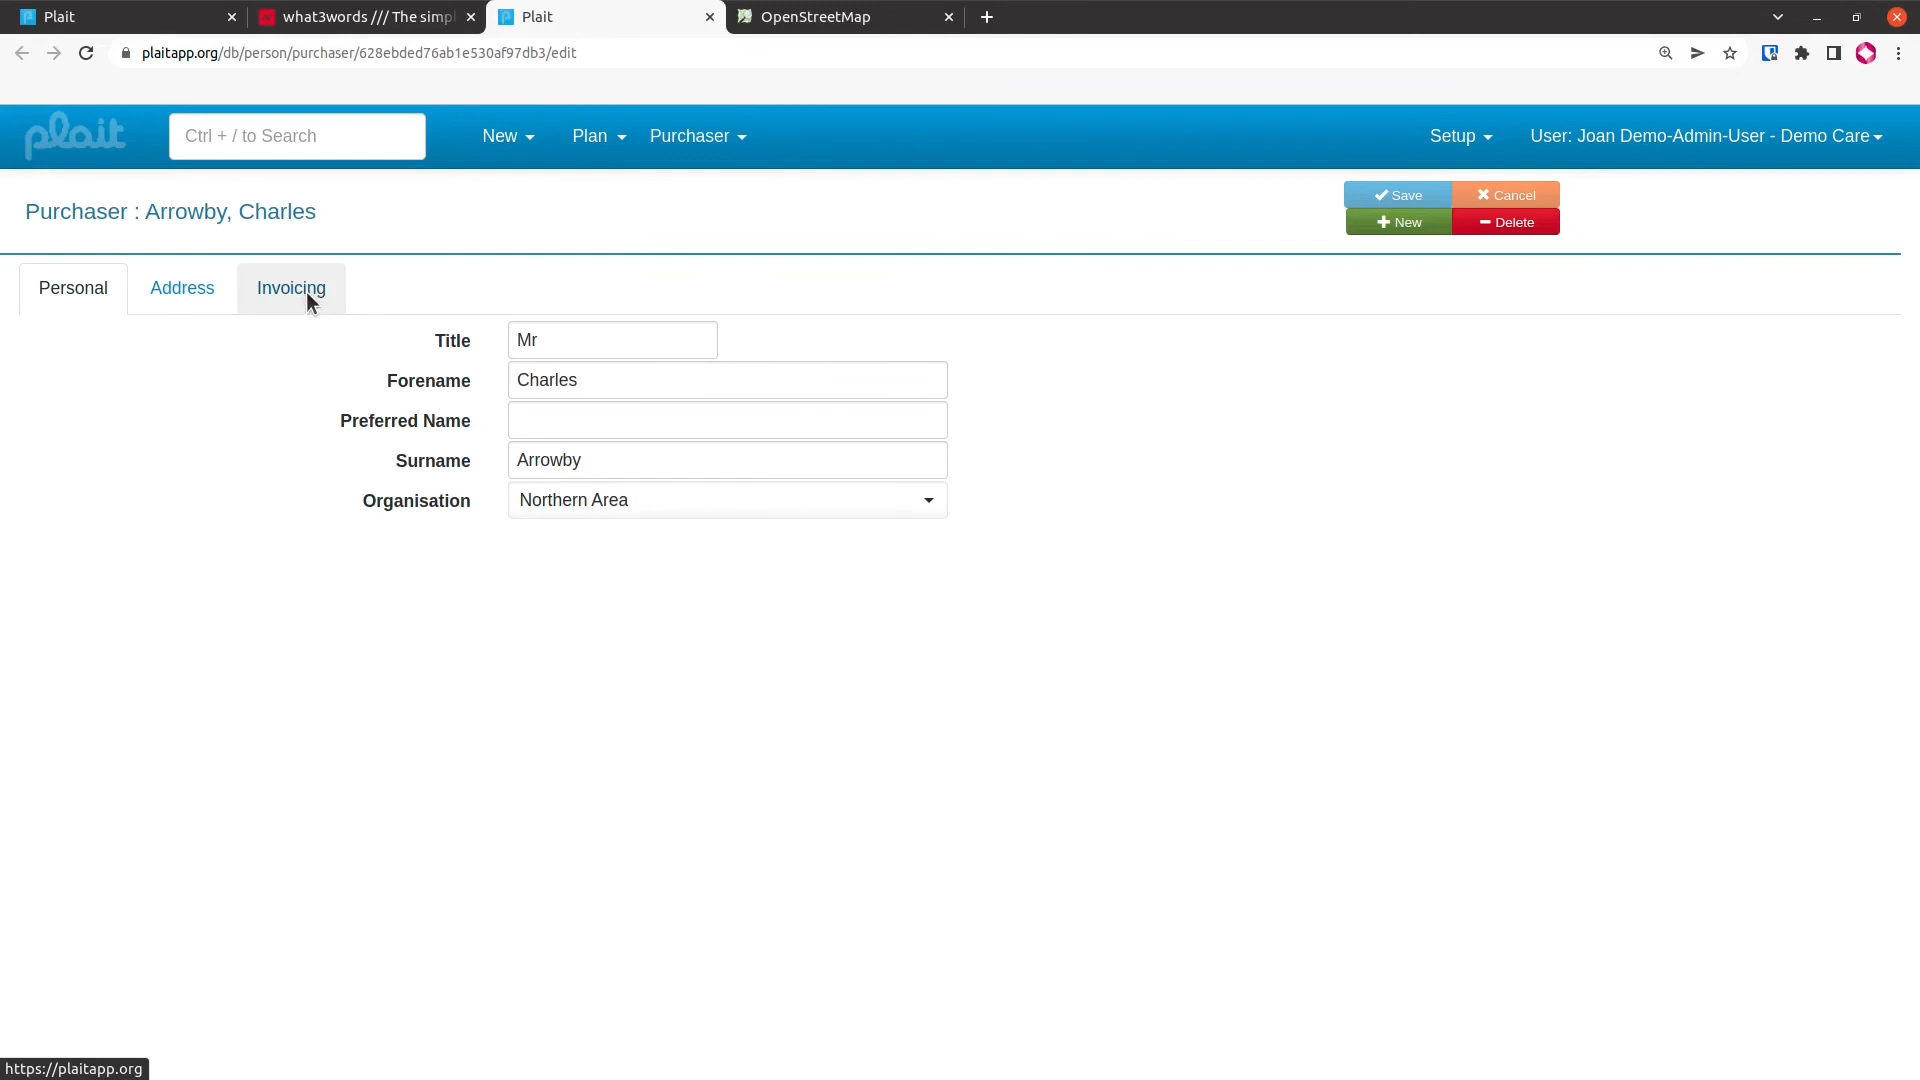 Plait
what3words /// The simpl
Plait
OpenStreetMap
plaitapp.org/db/person/purchaser/628ebded76ab1e530af97db3/edit
plait
Ctrl + / to Search
New
Plan
Purchaser
Setup
User: Joan Demo-Admin-User - Demo Care
Purchaser : Arrowby, Charles
Save
Cancel
New
Delete
Personal
Address
Invoicing
Title
Mr
Forename
Charles
Preferred Name
Surname
Arrowby
Organisation
Northern Area
https://plaitapp.org